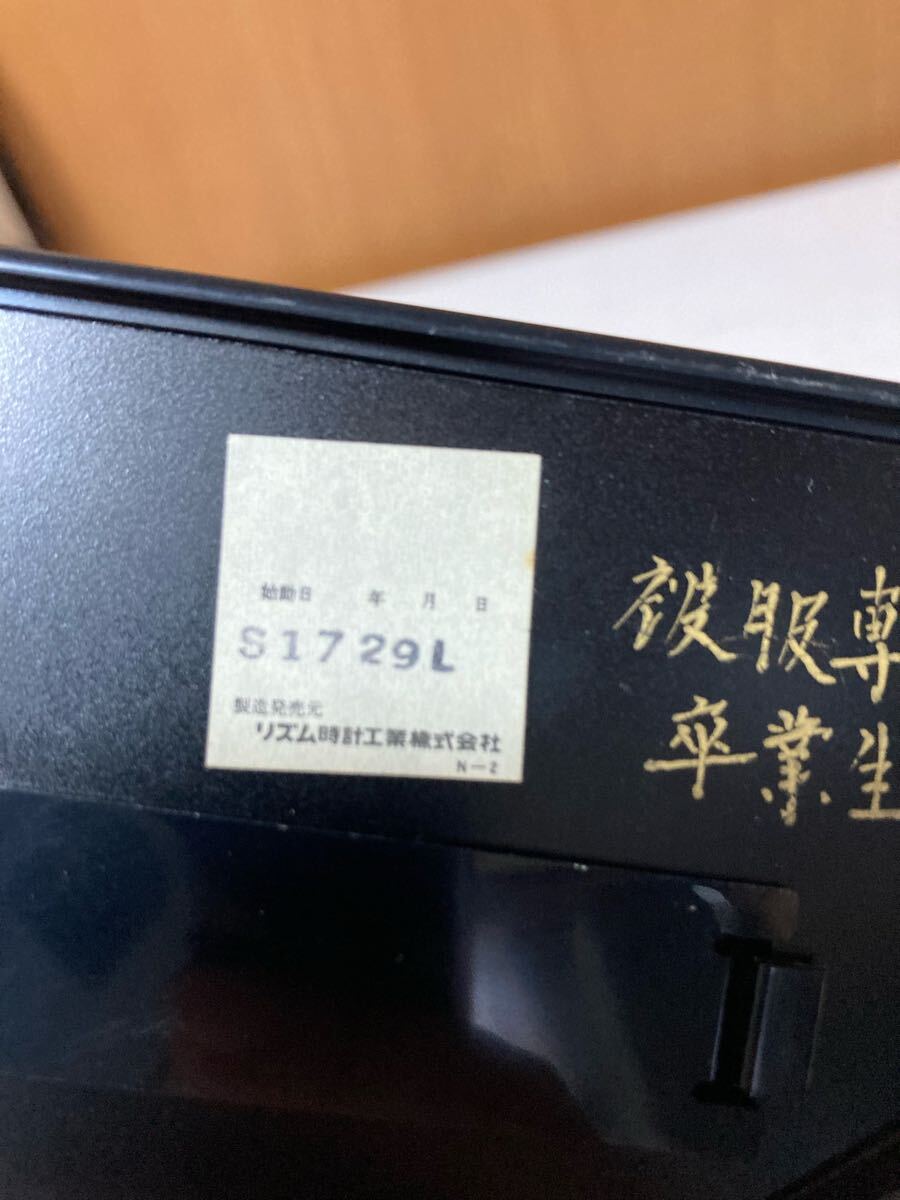 始動日 年 月 日
S1729L
製造発売元
リズム時計工業株式会社
N-2
服専
卒業生